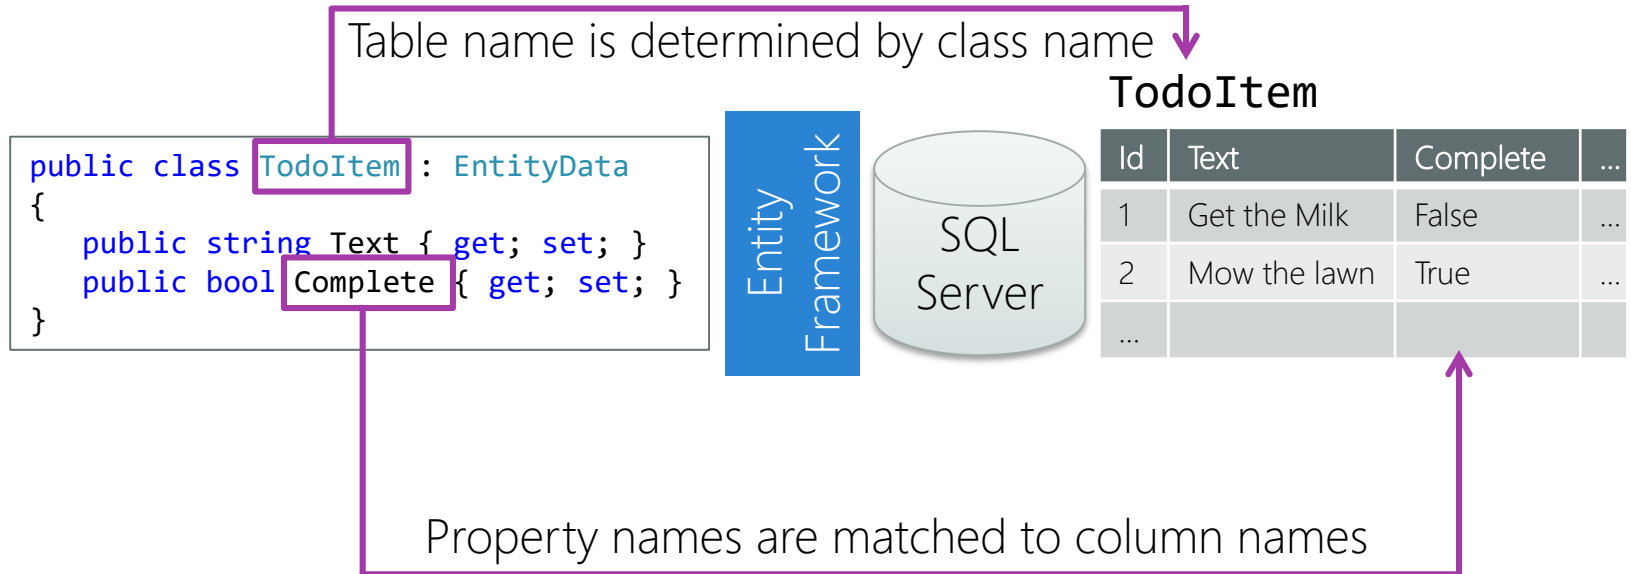 Table name is determined by class name
public class TodoItem : EntityData
{
public string Text { get; set; }
public bool Complete { get; set; }
}
Entity
Framework
SQL
Server
TodoItem
Id Text Complete ...
1 Get the Milk False ...
2 Mow the lawn True ...
...
Property names are matched to column names